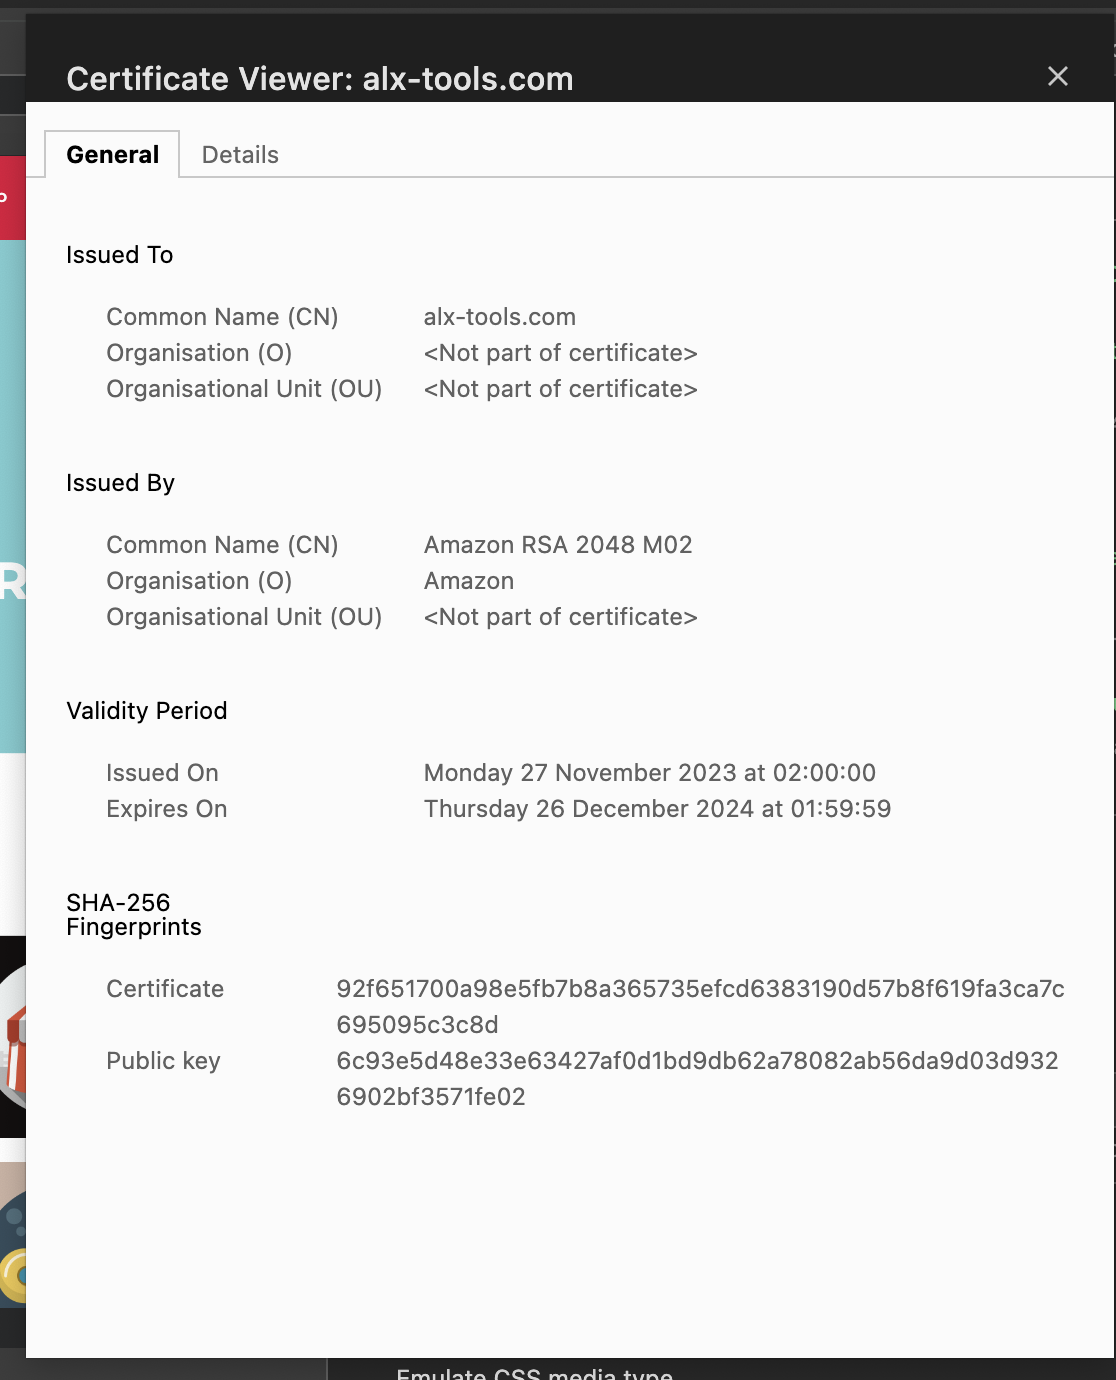 Certificate Viewer: alx-tools.com
General Details
Issued To
Common Name (CN) alx-tools.com
Organisation (O) <Not part of certificate>
Organisational Unit (OU) <Not part of certificate>
Issued By
Common Name (CN) Amazon RSA 2048 M02
Organisation (O) Amazon
Organisational Unit (OU) <Not part of certificate>
Validity Period
Issued On Monday 27 November 2023 at 02:00:00
Expires On Thursday 26 December 2024 at 01:59:59
SHA-256
Fingerprints
Certificate 92f651700a98e5fb7b8a365735efcd6383190d57b8f619fa3ca7c
695095c3c8d
Public key 6c93e5d48e33e63427af0d1bd9db62a78082ab56da9d03d932
6902bf3571fe02
Emulate CSS media type